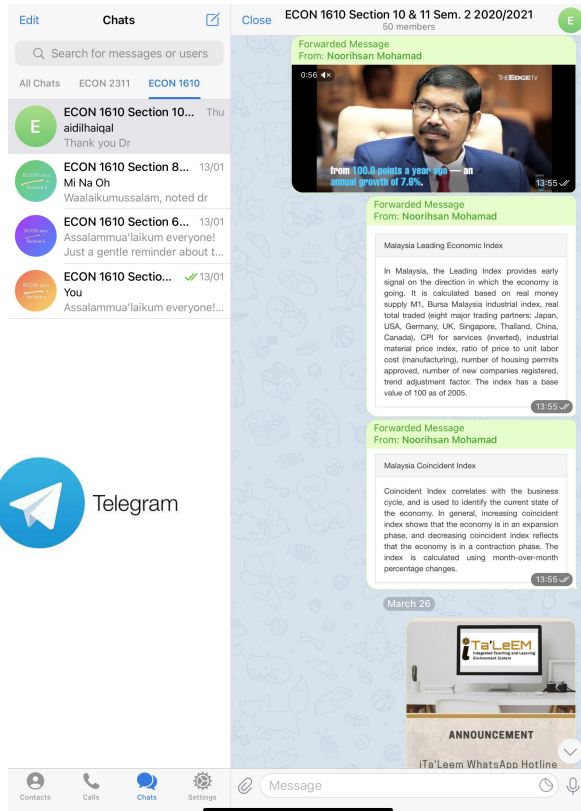 Edit
Chats
Search for messages or users
All Chats
ECON 2311
ECON 1610
E
ECON 1610 Section 10... Thu
aidilhaiqal
Thank you Dr
ECON 1610 Section 8... 13/01
Mi Na Oh
Waalaikumussalam, noted dr
ECON 1610 Section 6... 13/01
Assalammua'laikum everyone!
Just a gentle reminder about t...
ECON 1610 Sectio... 13/01
You
Assalammua'laikum everyone!...
Telegram
Contacts
Calls
Chats
Settings
Close
ECON 1610 Section 10 & 11 Sem. 2 2020/2021
50 members
E
Forwarded Message
From: Noorihsan Mohamad
0:56
THE EDGE TV
from 100.6 points a year ago — an
annual growth of 7.6%.
13:55
Forwarded Message
From: Noorihsan Mohamad
Malaysia Leading Economic Index
In Malaysia, the Leading Index provides early
signal on the direction in which the economy is
going. It is calculated based on real money
supply M1, Bursa Malaysia industrial index, real
total traded (eight major trading partners: Japan,
USA, Germany, UK, Singapore, Thailand, China,
Canada), CPI for services (inverted), industrial
material price index, ratio of price to unit labor
cost (manufacturing), number of housing permits
approved, number of new companies registered,
trend adjustment factor. The index has a base
value of 100 as of 2005.
13:55
Forwarded Message
From: Noorihsan Mohamad
Malaysia Coincident Index
Coincident Index correlates with the business
cycle, and is used to identify the current state of
the economy. In general, increasing coincident
index shows that the economy is in an expansion
phase, and decreasing coincident index reflects
that the economy is in a contraction phase. The
index is calculated using month-over-month
percentage changes.
13:55
March 26
iTa'LeEM
Integrated Teaching and Learning
Environment System
ANNOUNCEMENT
iTa'Leem WhatsApp Hotline
Message